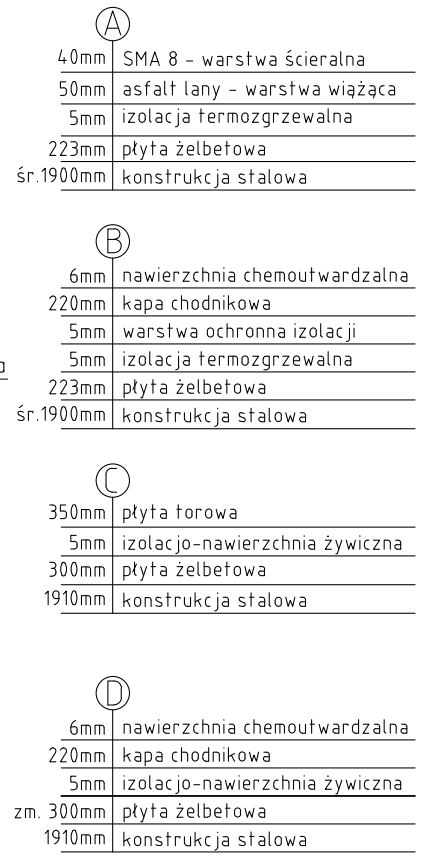 A
40mm SMA 8 - warstwa ścieralna
50mm asfalt lany - warstwa wiążąca
5mm izolacja termozgrzewalna
223mm płyta żelbetowa
śr.1900mm konstrukcja stalowa
B
6mm nawierzchnia chemoutwardzalna
220mm kapa chodnikowa
5mm warstwa ochronna izolacji
5mm izolacja termozgrzewalna
223mm płyta żelbetowa
śr.1900mm konstrukcja stalowa
C
350mm płyta torowa
5mm izolacjo-nawierzchnia żywiczna
300mm płyta żelbetowa
1910mm konstrukcja stalowa
D
6mm nawierzchnia chemoutwardzalna
220mm kapa chodnikowa
5mm izolacjo-nawierzchnia żywiczna
zm. 300mm płyta żelbetowa
1910mm konstrukcja stalowa